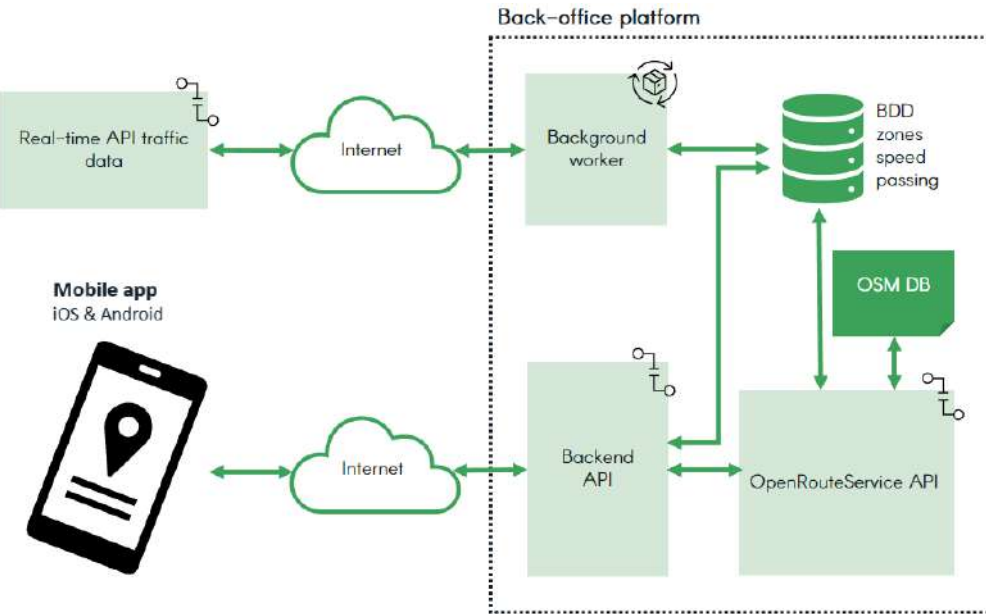 Back-office platform
Real-time API traffic
data
Internet
Background
worker
BDD
zones
speed
passing
OSM DB
Mobile app
iOS & Android
Internet
Backend
API
OpenRouteService API